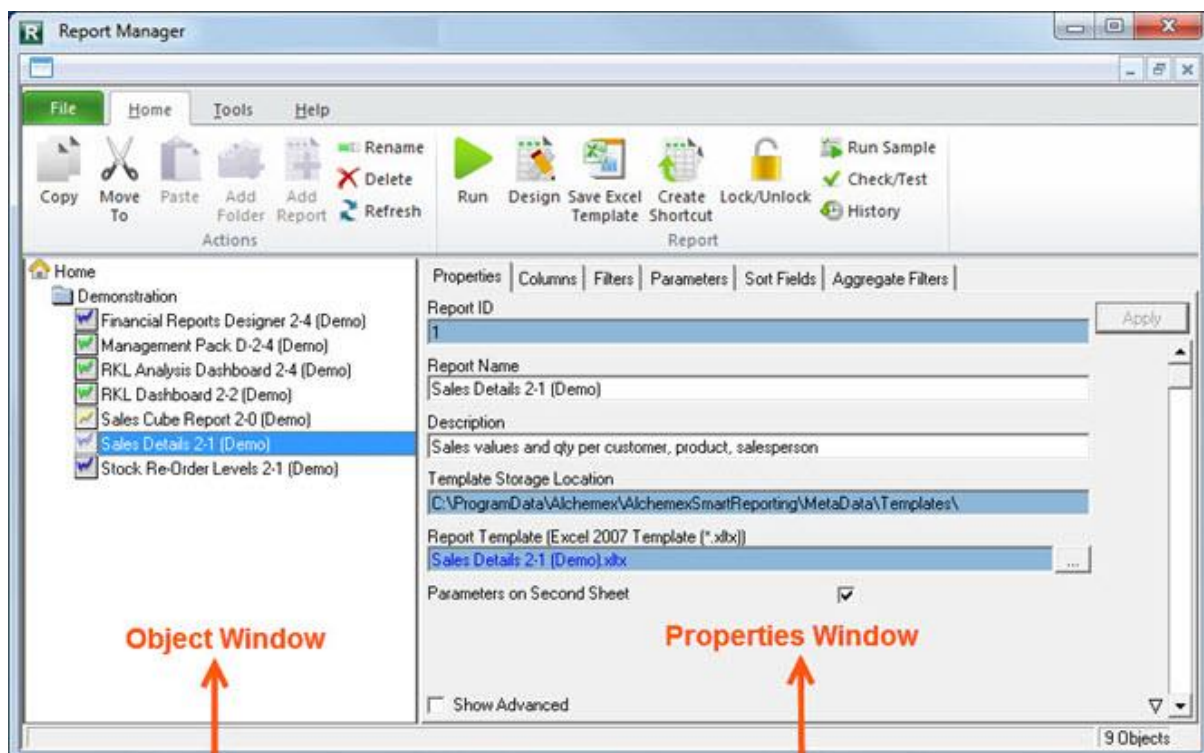 Report Manager
File Home Tools Help
Copy
Move To
Paste
Add Folder
Add Report
Rename
Delete
Refresh
Actions
Run
Design
Save Excel Template
Create Shortcut
Lock/Unlock
Run Sample
Check/Test
History
Report
Home
Demonstration
Financial Reports Designer 2-4 (Demo)
Management Pack D-2-4 (Demo)
RKL Analysis Dashboard 2-4 (Demo)
RKL Dashboard 2-2 (Demo)
Sales Cube Report 2-0 (Demo)
Sales Details 2-1 (Demo)
Stock Re-Order Levels 2-1 (Demo)
Object Window
Properties Columns Filters Parameters Sort Fields Aggregate Filters
Report ID
1
Apply
Report Name
Sales Details 2-1 (Demo)
Description
Sales values and qty per customer, product, salesperson
Template Storage Location
C:\ProgramData\Alchemex\AlchemexSmartReporting\MetaData\Templates\
Report Template (Excel 2007 Template (*.xltx))
Sales Details 2-1 (Demo).xltx
...
Parameters on Second Sheet
Properties Window
Show Advanced
9 Objects